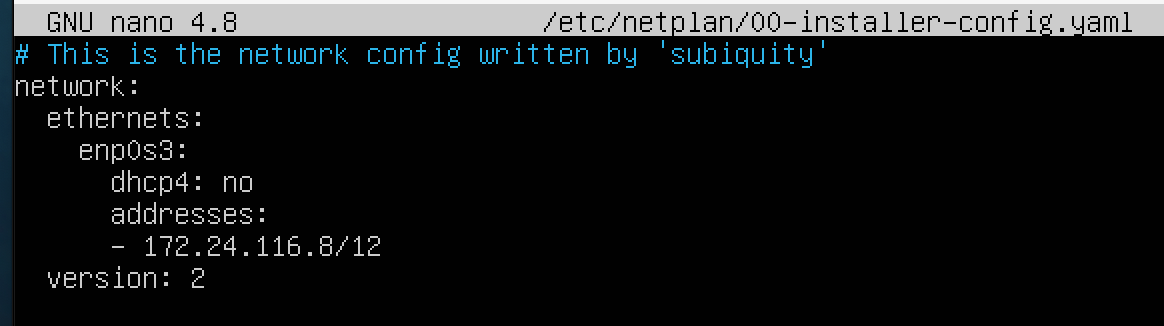 GNU nano 4.8 /etc/netplan/00-installer-config.yaml
# This is the network config written by 'subiquity'
network:
  ethernets:
    enp0s3:
      dhcp4: no
      addresses:
      - 172.24.116.8/12
  version: 2